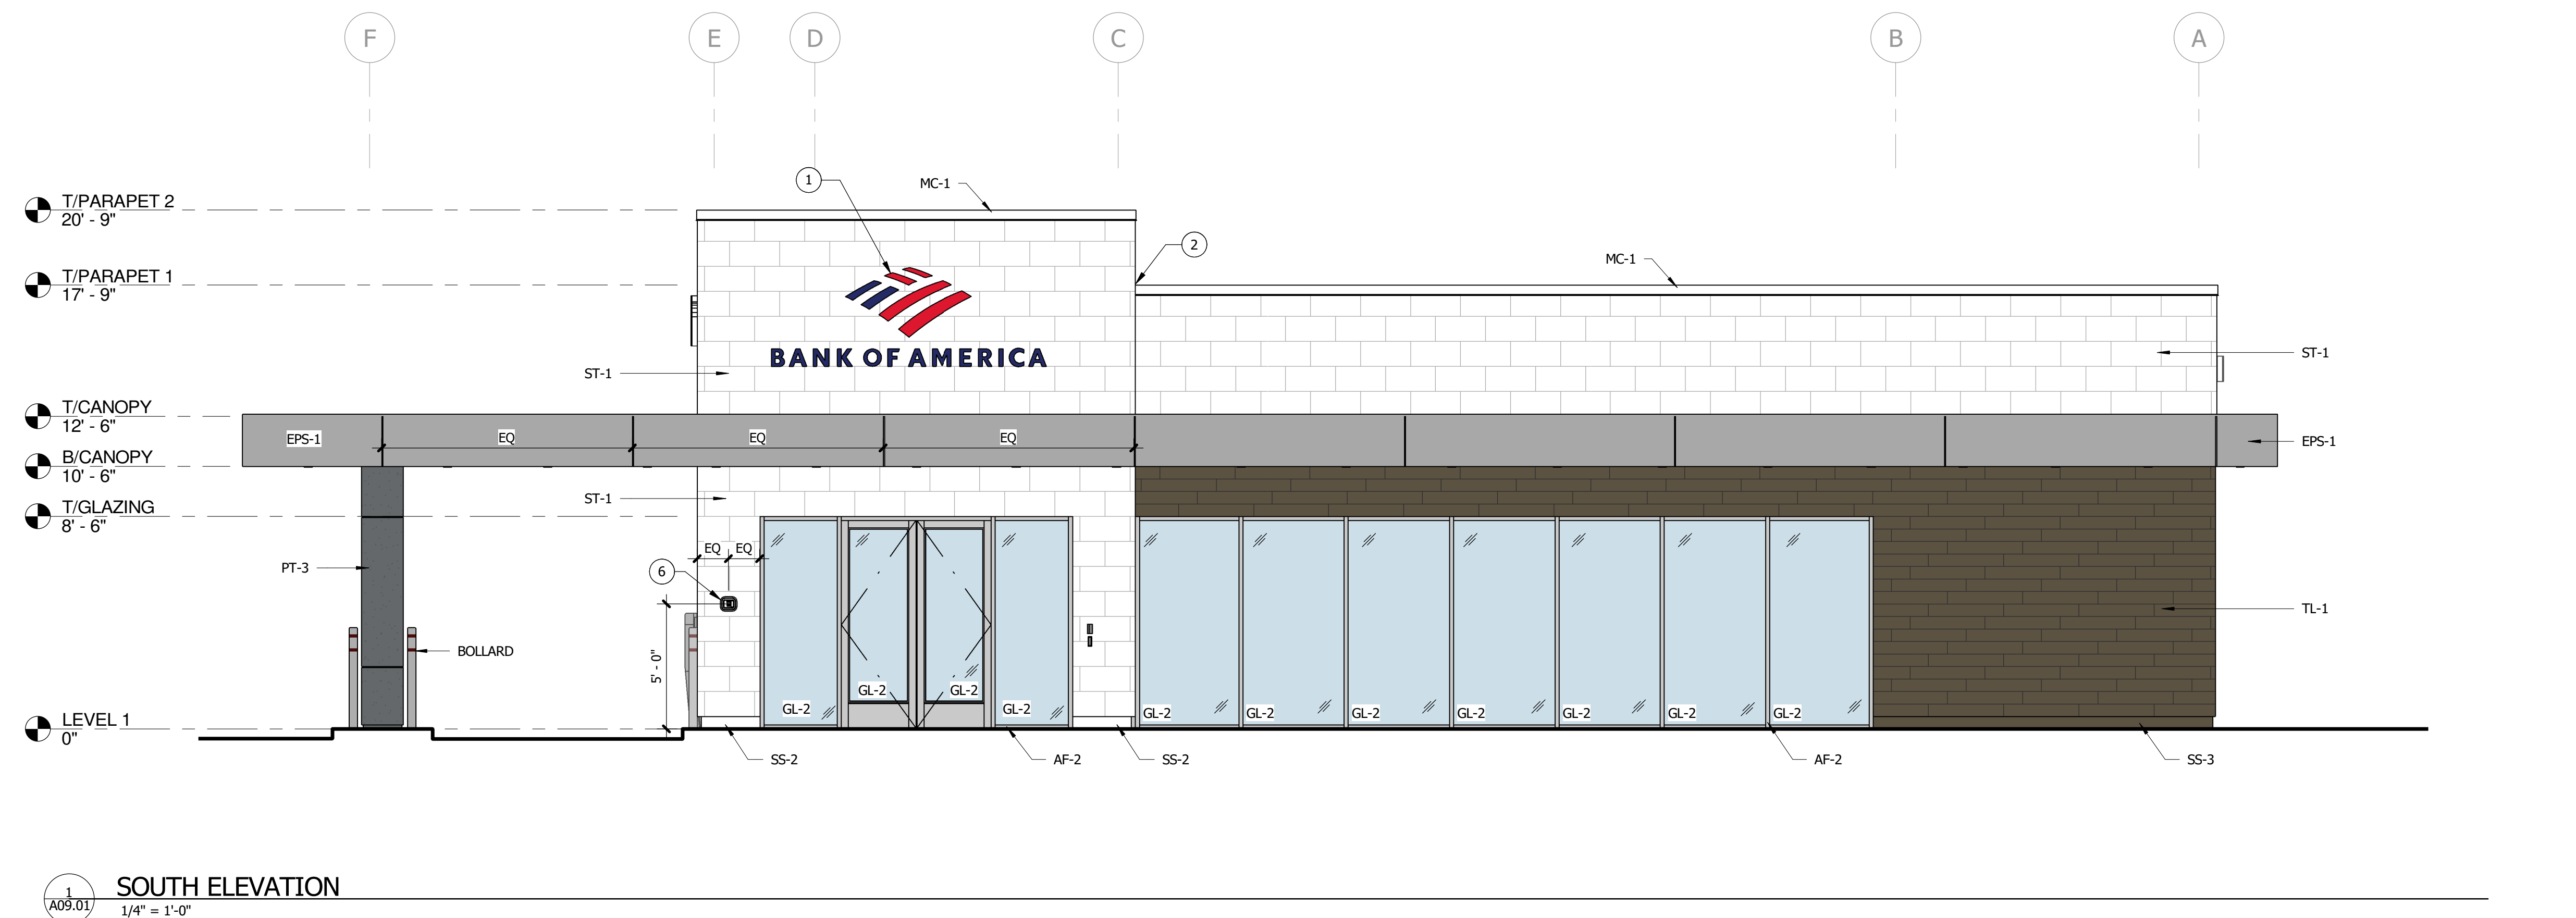 F E D C B A
1
MC-1
T/PARAPET 2
20' - 9"
2
MC-1
T/PARAPET 1
17' - 9"
BANK OF AMERICA
ST-1
ST-1
T/CANOPY
12' - 6"
EPS-1
EQ
EQ
EQ
EPS-1
B/CANOPY
10' - 6"
ST-1
T/GLAZING
8' - 6"
EQ
EQ
PT-3
6
TL-1
BOLLARD
5' - 0"
GL-2
GL-2
GL-2
GL-2
GL-2
GL-2
GL-2
GL-2
GL-2
GL-2
GL-2
LEVEL 1
0"
SS-2
AF-2
SS-2
AF-2
SS-3
1
A09.01
SOUTH ELEVATION
1/4" = 1'-0"